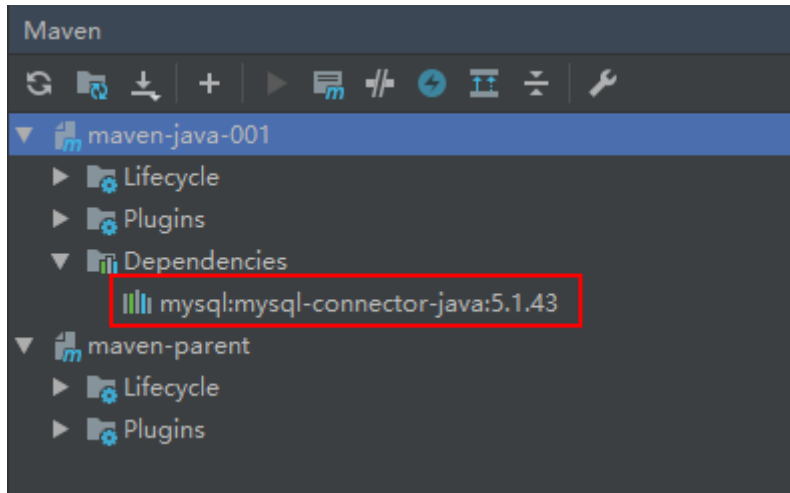 Maven
maven-java-001
Lifecycle
Plugins
Dependencies
mysql:mysql-connector-java:5.1.43
maven-parent
Lifecycle
Plugins